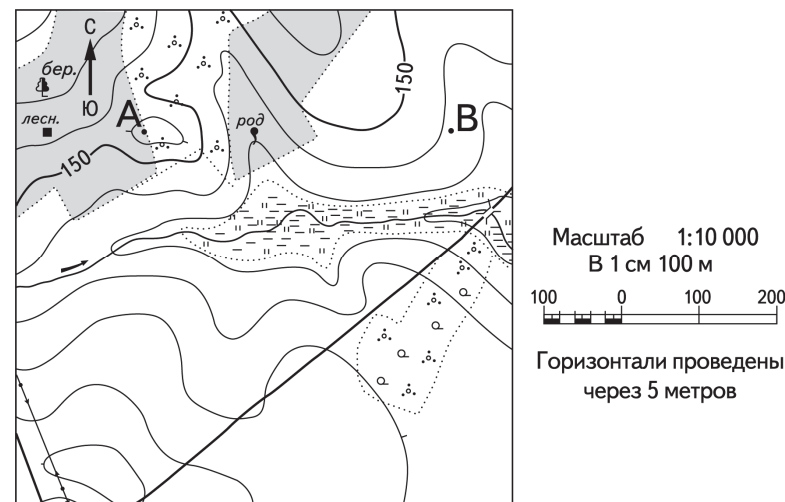 С
бер.
Ю
лесн.
А
150
род
150
В
Масштаб 1:10 000
В 1 см 100 м
100 0 100 200
Горизонтали проведены
через 5 метров